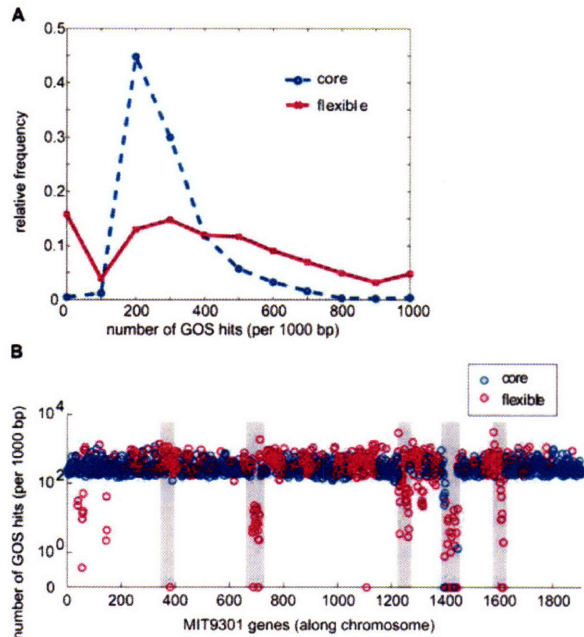 A
0.5
0.4
0.3
0.2
0.1
0
relative frequency
core
flexible
0 200 400 600 800 1000
number of GOS hits (per 1000 bp)
B
core
flexible
10^4
10^2
10^0
0
number of GOS hits (per 1000 bp)
0 200 400 600 800 1000 1200 1400 1600 1800
MIT9301 genes (along chromosome)